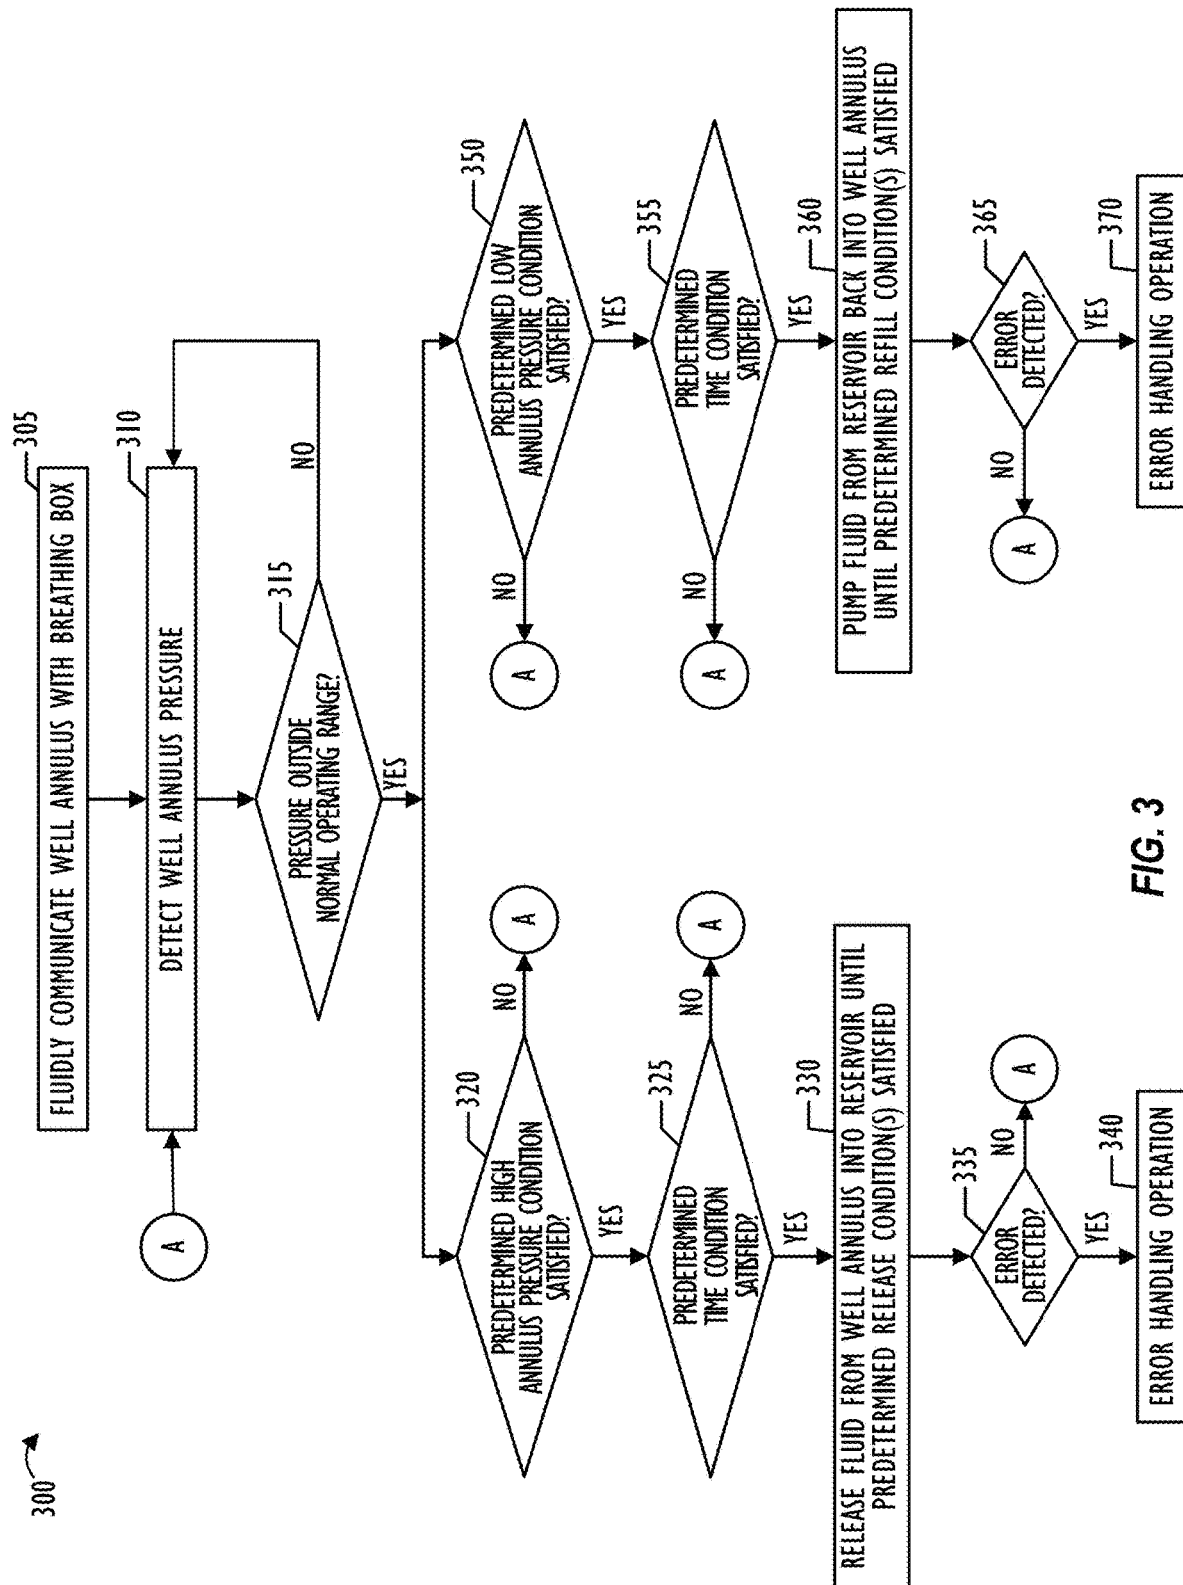 300
FLUIDLY COMMUNICATE WELL ANNULUS WITH BREATHING BOX
305
A
DETECT WELL ANNULUS PRESSURE
310
PRESSURE OUTSIDE
NORMAL OPERATING RANGE?
315
NO
YES
PREDETERMINED HIGH
ANNULUS PRESSURE CONDITION
SATISFIED?
320
NO
A
YES
PREDETERMINED
TIME CONDITION
SATISFIED?
325
NO
A
YES
RELEASE FLUID FROM WELL ANNULUS INTO RESERVOIR UNTIL
PREDETERMINED RELEASE CONDITION(S) SATISFIED
330
ERROR
DETECTED?
335
NO
A
YES
ERROR HANDLING OPERATION
340
PREDETERMINED LOW
ANNULUS PRESSURE CONDITION
SATISFIED?
350
NO
A
YES
PREDETERMINED
TIME CONDITION
SATISFIED?
355
NO
A
YES
PUMP FLUID FROM RESERVOIR BACK INTO WELL ANNULUS
UNTIL PREDETERMINED REFILL CONDITION(S) SATISFIED
360
ERROR
DETECTED?
365
NO
A
YES
ERROR HANDLING OPERATION
370
FIG. 3